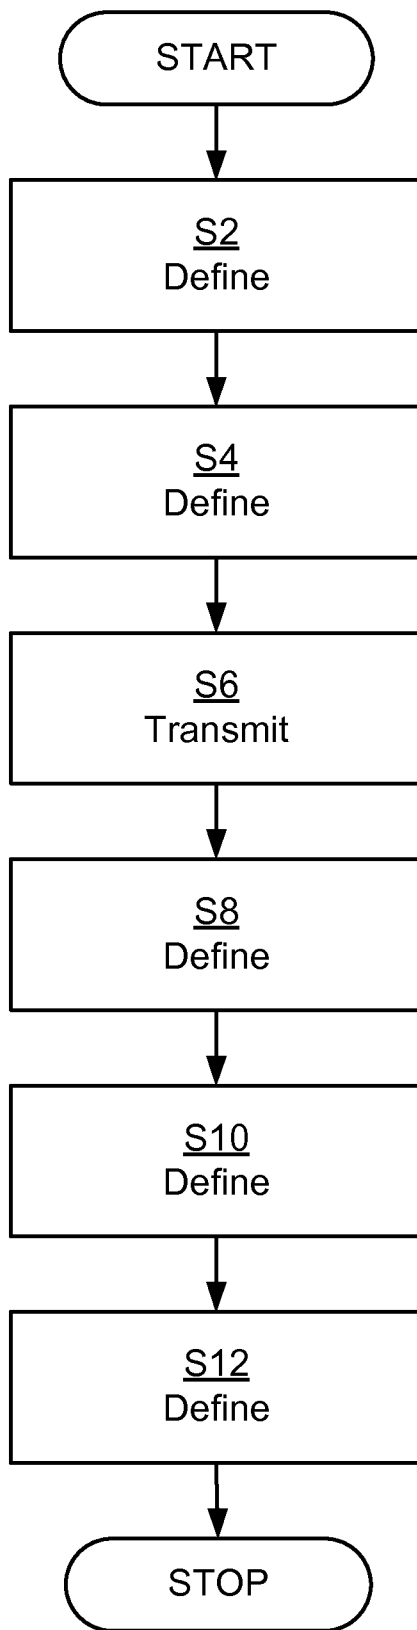 START
S2
Define
S4
Define
S6
Transmit
S8
Define
S10
Define
S12
Define
STOP